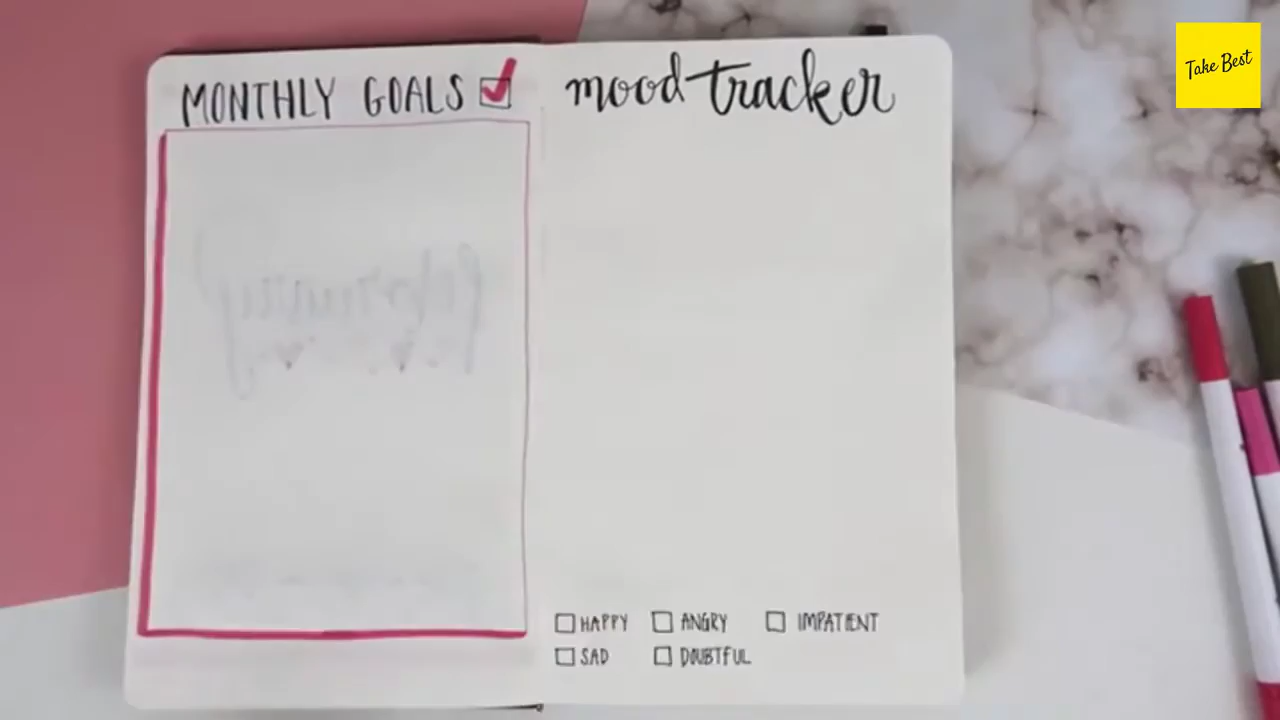 MONTHLY GOALS
mood tracker
HAPPY ANGRY IMPATIENT
SAD DOUBTFUL
Take Best